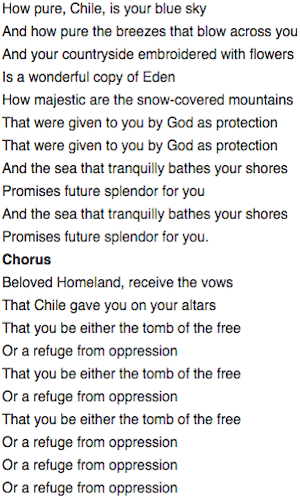 How pure, Chile, is your blue sky
And how pure the breezes that blow across you
And your countryside embroidered with flowers
Is a wonderful copy of Eden
How majestic are the snow-covered mountains
That were given to you by God as protection
That were given to you by God as protection
And the sea that tranquilly bathes your shores
Promises future splendor for you
And the sea that tranquilly bathes your shores
Promises future splendor for you.
Chorus
Beloved Homeland, receive the vows
That Chile gave you on your altars
That you be either the tomb of the free
Or a refuge from oppression
That you be either the tomb of the free
Or a refuge from oppression
That you be either the tomb of the free
Or a refuge from oppression
Or a refuge from oppression
Or a refuge from oppression